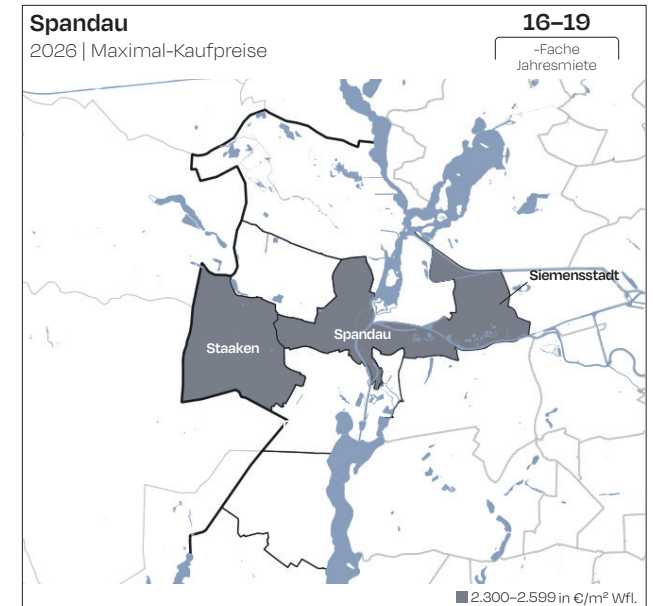 Spandau
2026 | Maximal-Kaufpreise
16–19
-Fache
Jahresmiete
Siemensstadt
Spandau
Staaken
2.300–2.599 in €/m² Wfl.